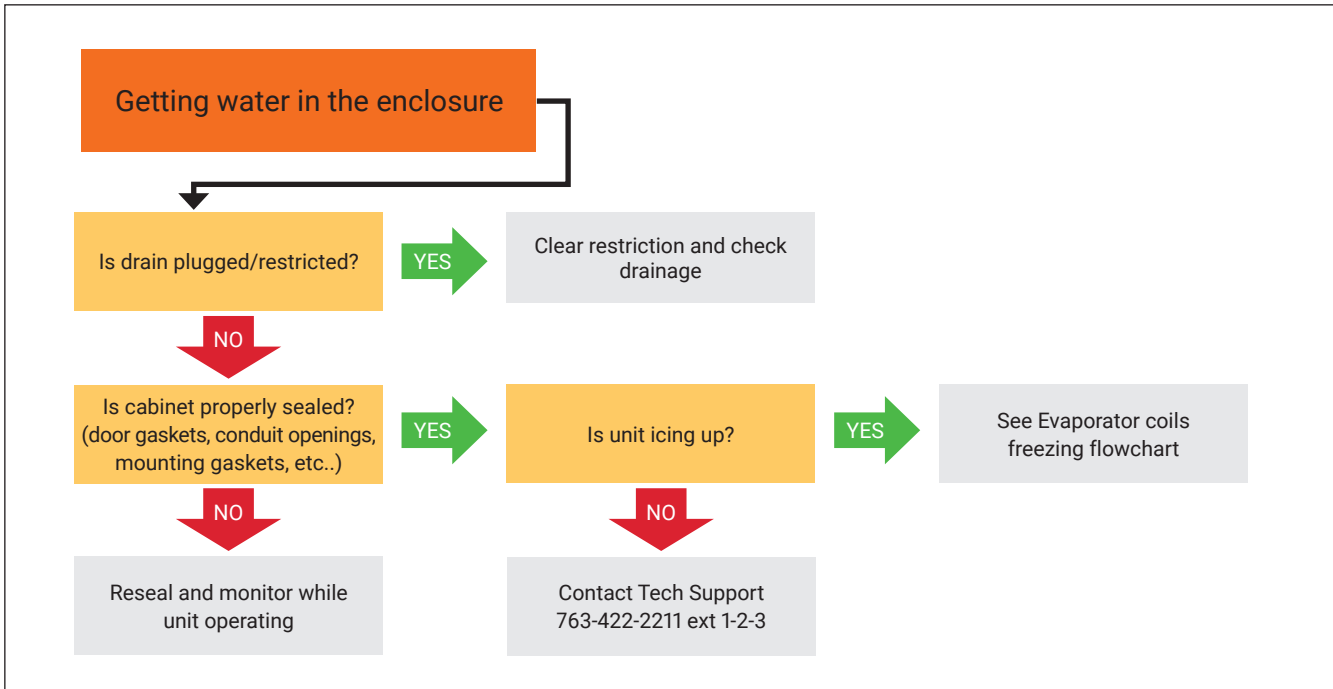 Getting water in the enclosure
Is drain plugged/restricted?
YES
Clear restriction and check
drainage
NO
Is cabinet properly sealed?
(door gaskets, conduit openings,
mounting gaskets, etc..)
YES
Is unit icing up?
YES
See Evaporator coils
freezing flowchart
NO
NO
Reseal and monitor while
unit operating
Contact Tech Support
763-422-2211 ext 1-2-3